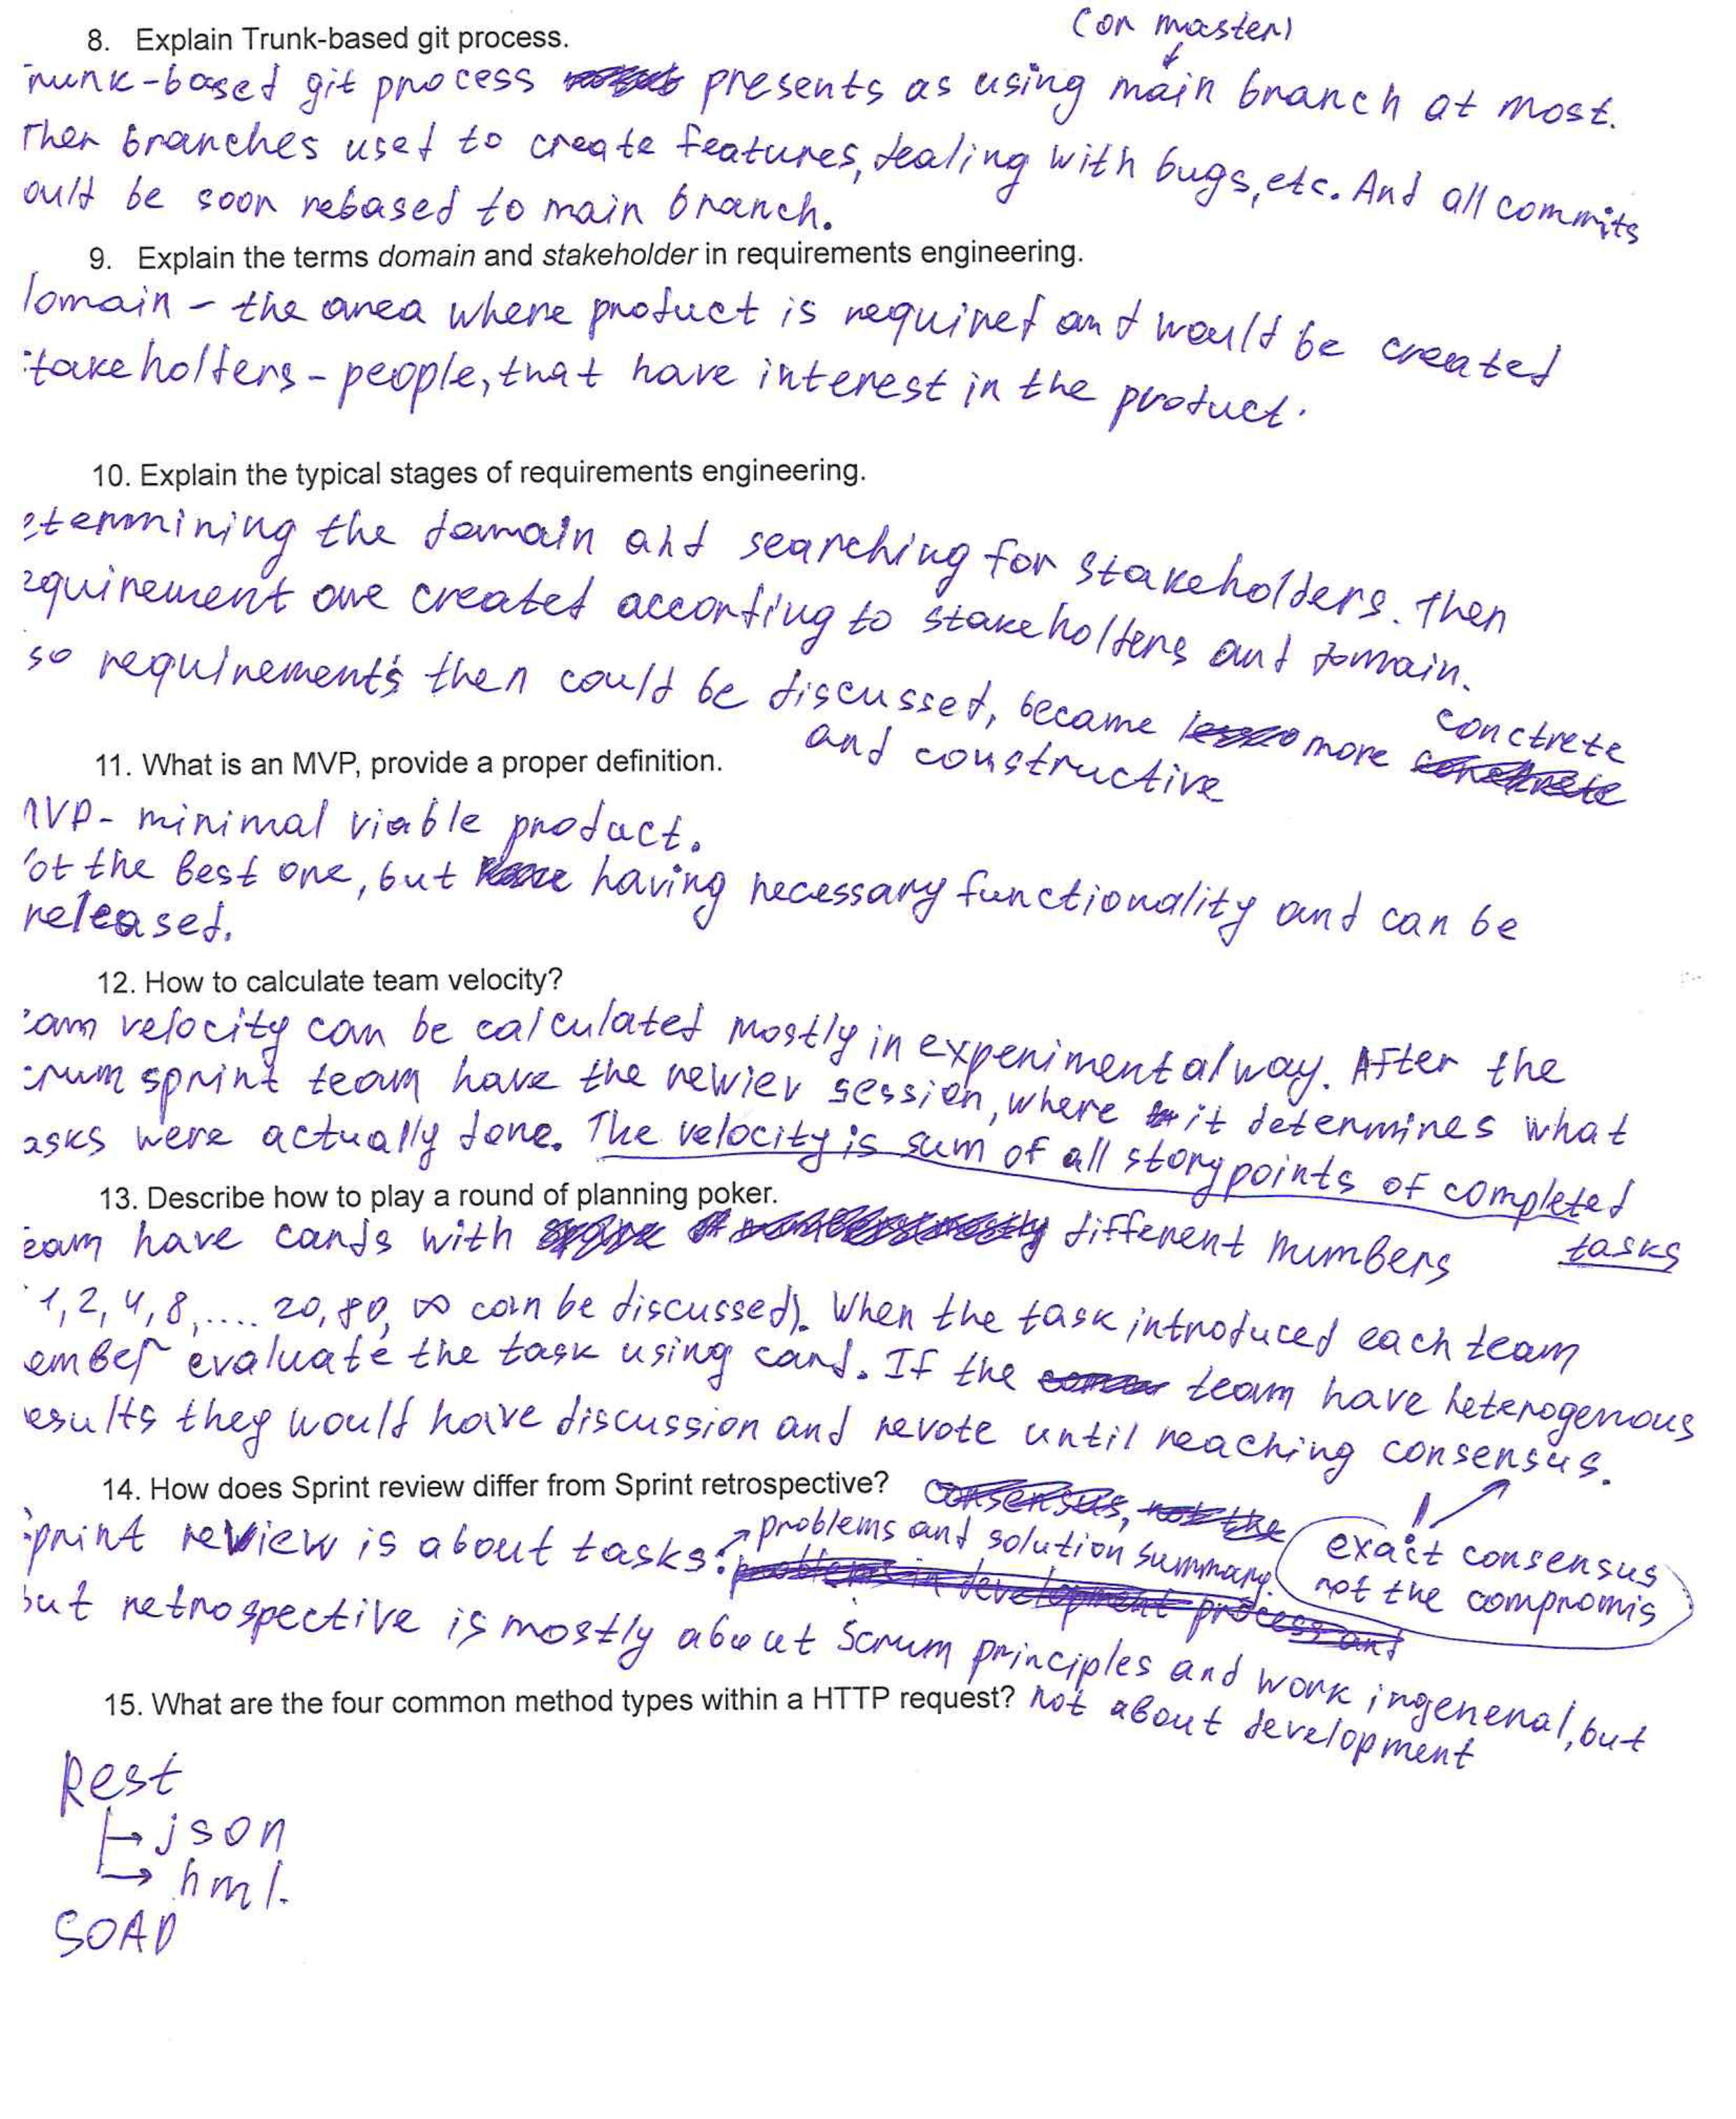 (or master)
8. Explain Trunk-based git process.
runk-based git process presents as using main branch at most.
ther branches used to create features, dealing with bugs, etc. And all commits
ould be soon rebased to main branch.
9. Explain the terms domain and stakeholder in requirements engineering.
omain - the area where product is required and would be created
takeholders - people, that have interest in the product.
10. Explain the typical stages of requirements engineering.
etermining the domain and searching for stakeholders. Then
equirement are created according to stakeholders and domain.
so requirements then could be discussed, became more concrete
and constructive
11. What is an MVP, provide a proper definition.
MVP - minimal viable product.
ot the best one, but having necessary functionality and can be
released.
12. How to calculate team velocity?
eam velocity can be calculated mostly in experimental way. After the
crum sprint team have the rewiev session, where it determines what
asks were actually done. The velocity is sum of all story points of completed
tasks
13. Describe how to play a round of planning poker.
eam have cards with different numbers
1, 2, 4, 8, .... 20, 80, ∞ can be discussed). When the task introduced each team
ember evaluate the task using card. If the team have heterogenous
esults they would have discussion and revote until reaching consensus.
14. How does Sprint review differ from Sprint retrospective?
! exact consensus
not the compromis
print review is about tasks: problems and solution summary.
but retrospective is mostly about Scrum principles and work in general, but
not about development
15. What are the four common method types within a HTTP request?
Rest
→ json
→ hml.
SOAP